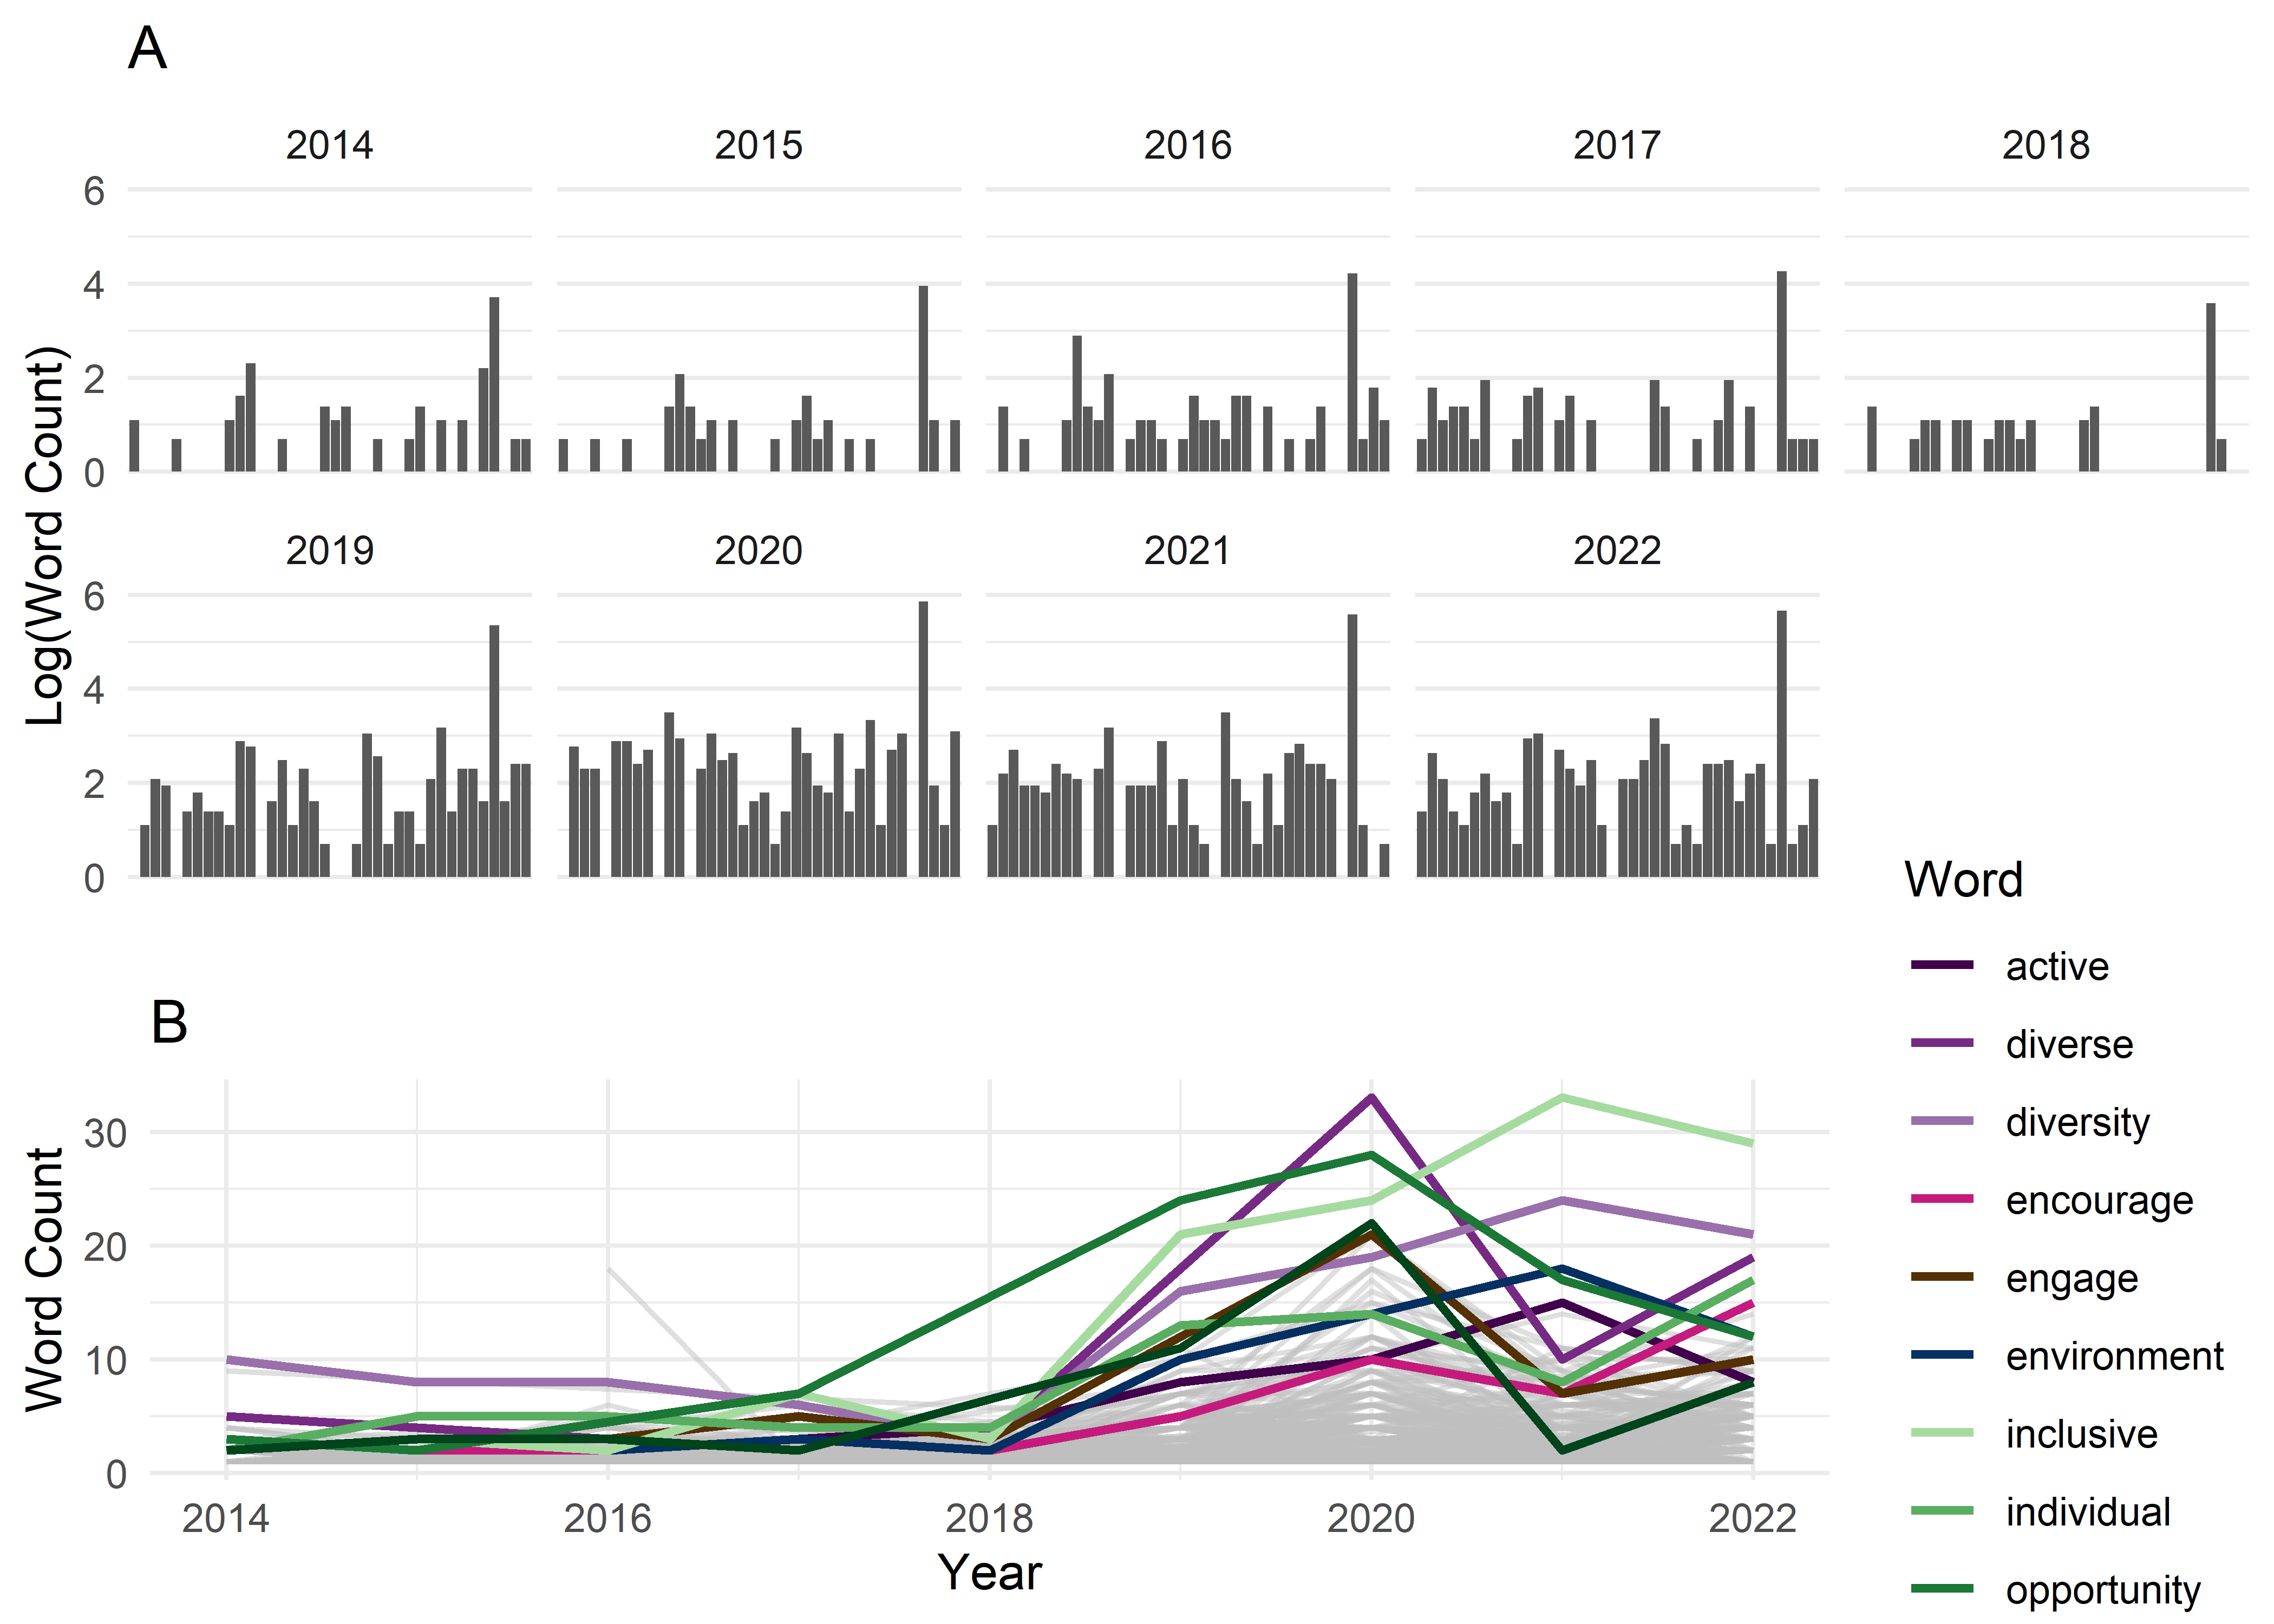 A
2014 2015 2016 2017 2018
6
4
2
0
2019 2020 2021 2022
6
4
2
0
Log(Word Count)
B
30
20
10
0
Word Count
2014 2016 2018 2020 2022
Year
Word
active
diverse
diversity
encourage
engage
environment
inclusive
individual
opportunity